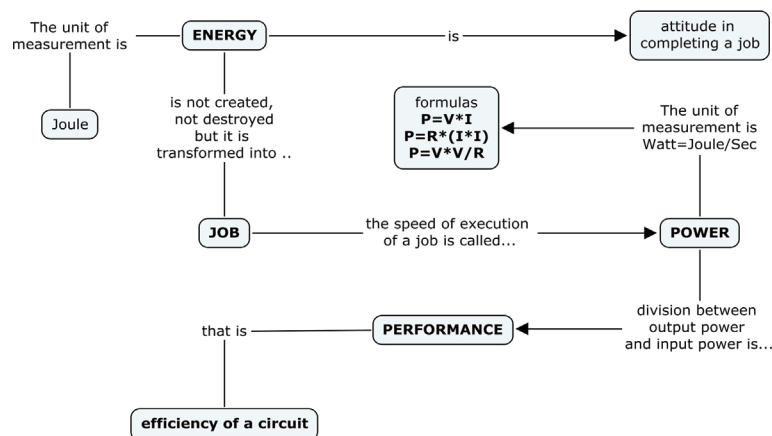 The unit of
measurement is
ENERGY
is
attitude in
completing a job
Joule
is not created,
not destroyed
but it is
transformed into ..
formulas
P=V*I
P=R*(I*I)
P=V*V/R
The unit of
measurement is
Watt=Joule/Sec
JOB
the speed of execution
of a job is called...
POWER
division between
output power
and input power is...
PERFORMANCE
that is
efficiency of a circuit